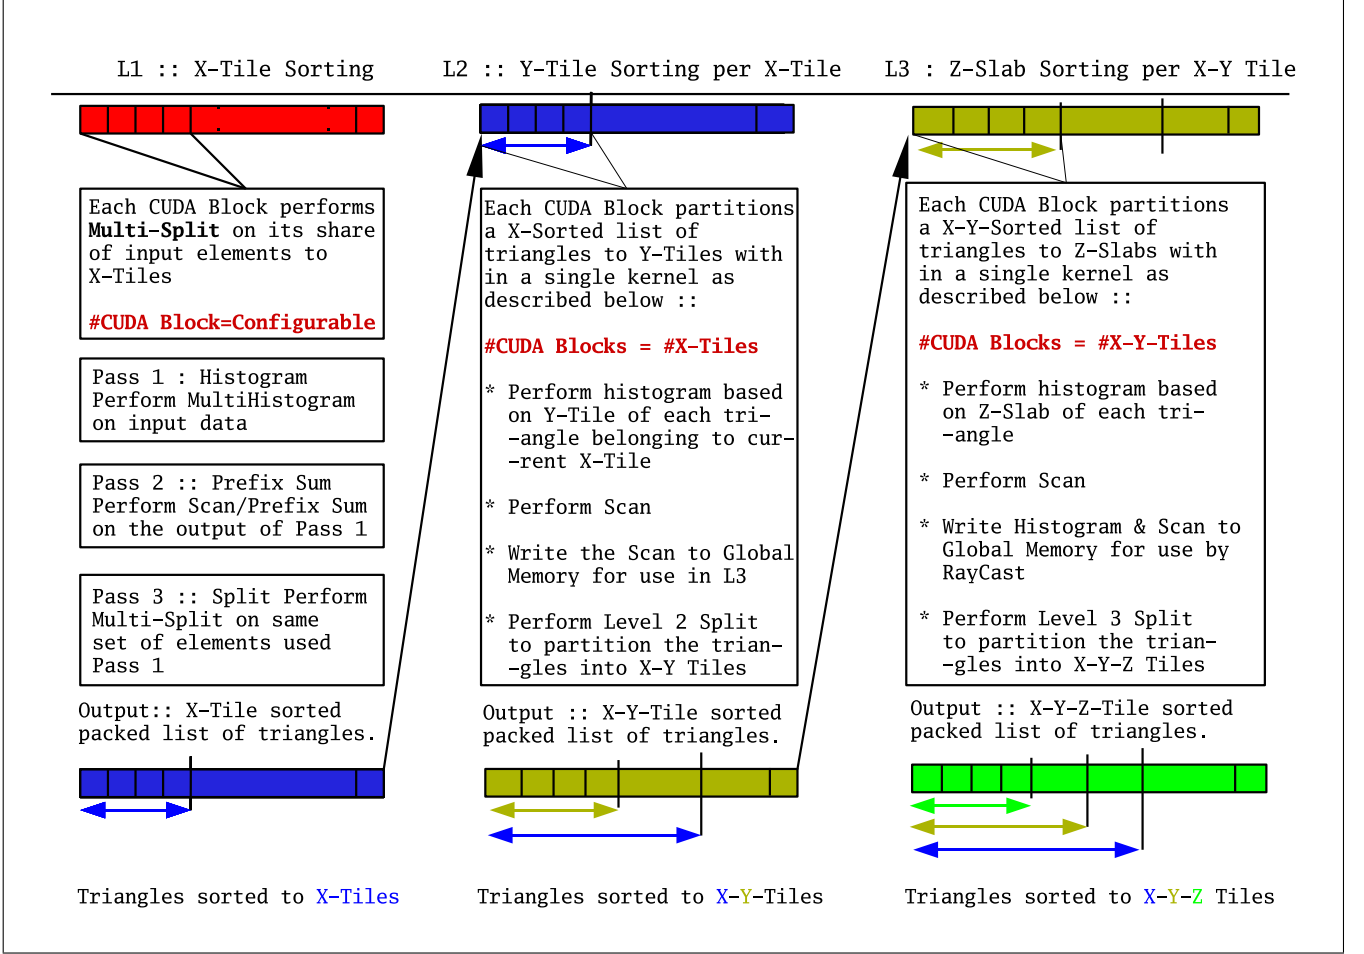 L1 :: X-Tile Sorting
Each CUDA Block performs
Multi-Split on its share
of input elements to
X-Tiles
#CUDA Block=Configurable
Pass 1 : Histogram
Perform MultiHistogram
on input data
Pass 2 :: Prefix Sum
Perform Scan/Prefix Sum
on the output of Pass 1
Pass 3 :: Split Perform
Multi-Split on same
set of elements used
Pass 1
Output:: X-Tile sorted
packed list of triangles.
Triangles sorted to X-Tiles
L2 :: Y-Tile Sorting per X-Tile
Each CUDA Block partitions
a X-Sorted list of
triangles to Y-Tiles with
in a single kernel as
described below ::
#CUDA Blocks = #X-Tiles
* Perform histogram based
on Y-Tile of each tri-
-angle belonging to cur-
-rent X-Tile
* Perform Scan
* Write the Scan to Global
Memory for use in L3
* Perform Level 2 Split
to partition the trian-
-gles into X-Y Tiles
Output :: X-Y-Tile sorted
packed list of triangles.
Triangles sorted to X-Y-Tiles
L3 : Z-Slab Sorting per X-Y Tile
Each CUDA Block partitions
a X-Y-Sorted list of
triangles to Z-Slabs with
in a single kernel as
described below ::
#CUDA Blocks = #X-Y-Tiles
* Perform histogram based
on Z-Slab of each tri-
-angle
* Perform Scan
* Write Histogram & Scan to
Global Memory for use by
RayCast
* Perform Level 3 Split
to partition the trian-
-gles into X-Y-Z Tiles
Output :: X-Y-Z-Tile sorted
packed list of triangles.
Triangles sorted to X-Y-Z Tiles